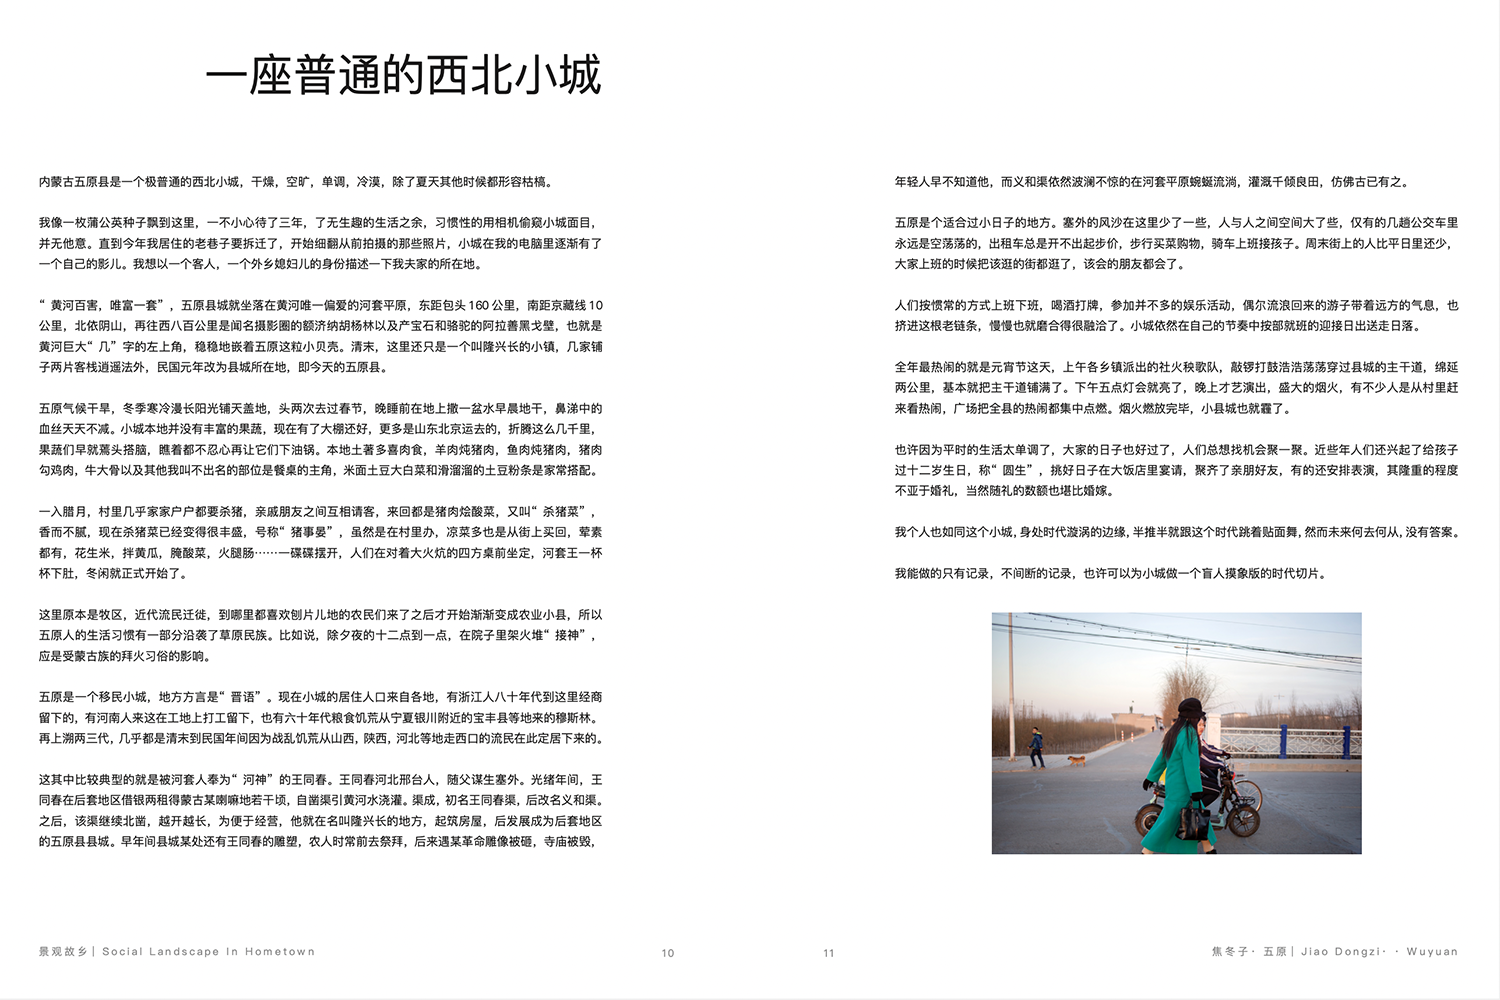 一座普通的西北小城
内蒙古五原县是一个极普通的西北小城，干燥，空旷，单调，冷漠，除了夏天其他时候都形容枯槁。
我像一枚蒲公英种子飘到这里，一不小心待了三年，了无生趣的生活之余，习惯性的用相机偷窥小城面目，
并无他意。直到今年我居住的老巷子要拆迁了，开始细翻从前拍摄的那些照片，小城在我的电脑里逐渐有了
一个自己的影儿。我想以一个客人，一个外乡媳妇儿的身份描述一下我夫家的所在地。
“ 黄河百害，唯富一套”，五原县城就坐落在黄河唯一偏爱的河套平原，东距包头 160 公里，南距京藏线 10
公里，北依阴山，再往西八百公里是闻名摄影圈的额济纳胡杨林以及产宝石和骆驼的阿拉善黑戈壁，也就是
黄河巨大“ 几”字的左上角，稳稳地嵌着五原这粒小贝壳。清末，这里还只是一个叫隆兴长的小镇，几家铺
子两片客栈逍遥法外，民国元年改为县城所在地，即今天的五原县。
五原气候干旱，冬季寒冷漫长阳光铺天盖地，头两次去过春节，晚睡前在地上撒一盆水早晨地干，鼻涕中的
血丝天天不减。小城本地并没有丰富的果蔬，现在有了大棚还好，更多是山东北京运去的，折腾这么几千里，
果蔬们早就蔫头搭脑，瞧着都不忍心再让它们下油锅。本地土著多喜肉食，羊肉炖猪肉，鱼肉炖猪肉，猪肉
勾鸡肉，牛大骨以及其他我叫不出名的部位是餐桌的主角，米面土豆大白菜和滑溜溜的土豆粉条是家常搭配。
一入腊月，村里几乎家家户户都要杀猪，亲戚朋友之间互相请客，来回都是猪肉烩酸菜，又叫“ 杀猪菜”，
香而不腻，现在杀猪菜已经变得很丰盛，号称“ 猪事晏”，虽然是在村里办，凉菜多也是从街上买回，荤素
都有，花生米，拌黄瓜，腌酸菜，火腿肠……一碟碟摆开，人们在对着大火炕的四方桌前坐定，河套王一杯
杯下肚，冬闲就正式开始了。
这里原本是牧区，近代流民迁徙，到哪里都喜欢刨片儿地的农民们来了之后才开始渐渐变成农业小县，所以
五原人的生活习惯有一部分沿袭了草原民族。比如说，除夕夜的十二点到一点，在院子里架火堆“ 接神”，
应是受蒙古族的拜火习俗的影响。
五原是一个移民小城，地方方言是“ 晋语”。现在小城的居住人口来自各地，有浙江人八十年代到这里经商
留下的，有河南人来这在工地上打工留下，也有六十年代粮食饥荒从宁夏银川附近的宝丰县等地来的穆斯林。
再上溯两三代，几乎都是清末到民国年间因为战乱饥荒从山西，陕西，河北等地走西口的流民在此定居下来的。
这其中比较典型的就是被河套人奉为“ 河神”的王同春。王同春河北邢台人，随父谋生塞外。光绪年间，王
同春在后套地区借银两租得蒙古某喇嘛地若干顷，自凿渠引黄河水浇灌。渠成，初名王同春渠，后改名义和渠。
之后，该渠继续北凿，越开越长，为便于经营，他就在名叫隆兴长的地方，起筑房屋，后发展成为后套地区
的五原县县城。早年间县城某处还有王同春的雕塑，农人时常前去祭拜，后来遇某革命雕像被砸，寺庙被毁，
年轻人早不知道他，而义和渠依然波澜不惊的在河套平原蜿蜒流淌，灌溉千倾良田，仿佛古已有之。
五原是个适合过小日子的地方。塞外的风沙在这里少了一些，人与人之间空间大了些，仅有的几趟公交车里
永远是空荡荡的，出租车总是开不出起步价，步行买菜购物，骑车上班接孩子。周末街上的人比平日里还少，
大家上班的时候把该逛的街都逛了，该会的朋友都会了。
人们按惯常的方式上班下班，喝酒打牌，参加并不多的娱乐活动，偶尔流浪回来的游子带着远方的气息，也
挤进这根老链条，慢慢也就磨合得很融洽了。小城依然在自己的节奏中按部就班的迎接日出送走日落。
全年最热闹的就是元宵节这天，上午各乡镇派出的社火秧歌队，敲锣打鼓浩浩荡荡穿过县城的主干道，绵延
两公里，基本就把主干道铺满了。下午五点灯会就亮了，晚上才艺演出，盛大的烟火，有不少人是从村里赶
来看热闹，广场把全县的热闹都集中点燃。烟火燃放完毕，小县城也就霾了。
也许因为平时的生活太单调了，大家的日子也好过了，人们总想找机会聚一聚。近些年人们还兴起了给孩子
过十二岁生日，称“ 圆生”，挑好日子在大饭店里宴请，聚齐了亲朋好友，有的还安排表演，其隆重的程度
不亚于婚礼，当然随礼的数额也堪比婚嫁。
我个人也如同这个小城，身处时代漩涡的边缘，半推半就跟这个时代跳着贴面舞，然而未来何去何从，没有答案。
我能做的只有记录，不间断的记录，也许可以为小城做一个盲人摸象版的时代切片。
景观故乡| Social Landscape In Hometown
10
11
焦冬子· 五原| Jiao Dongzi· · Wuyuan